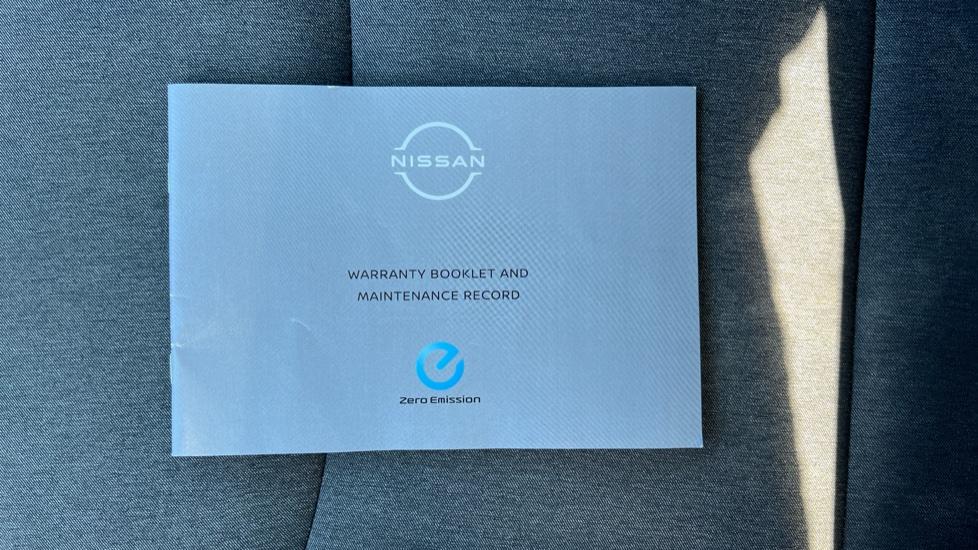 NISSAN
WARRANTY BOOKLET AND
MAINTENANCE RECORD
Zero Emission